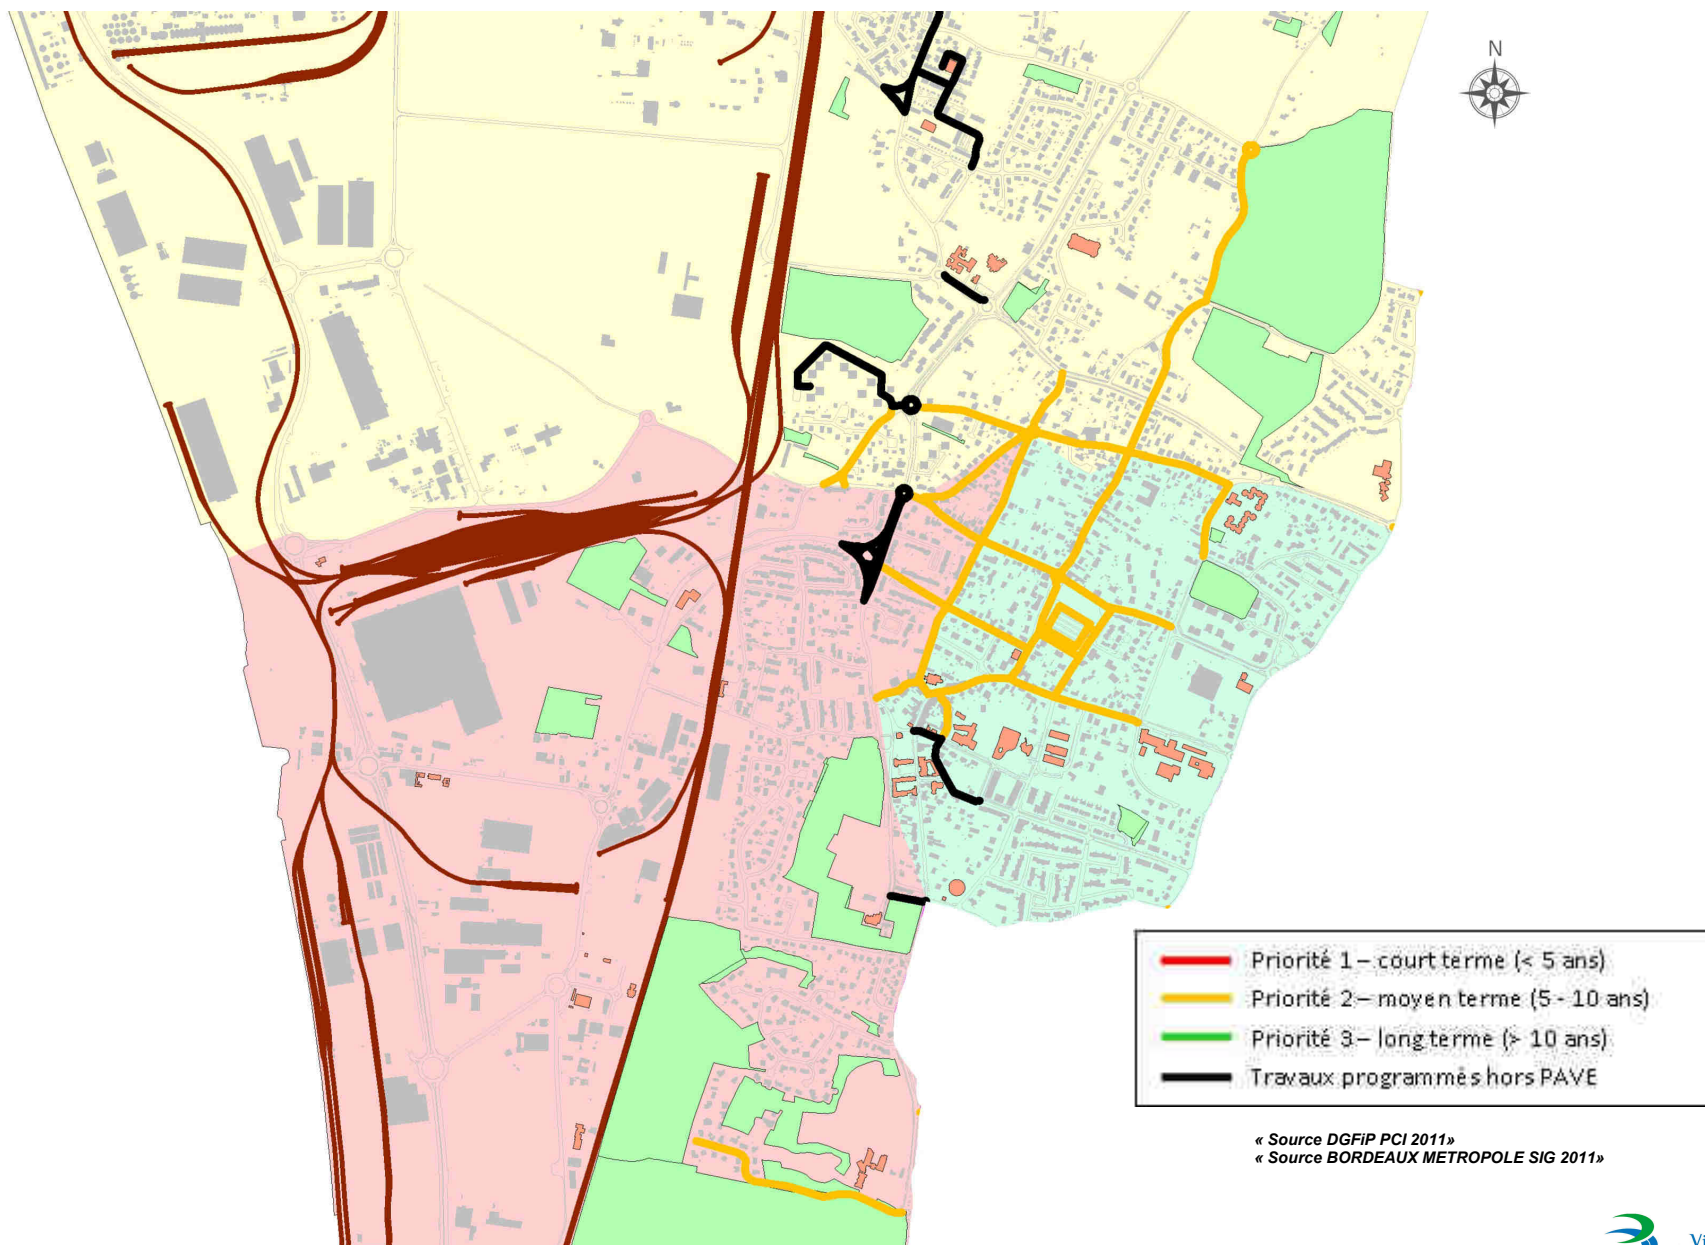 N
Priorité 1 – court terme (< 5 ans)
Priorité 2 – moyen terme (5 - 10 ans)
Priorité 3 – long terme (> 10 ans)
Travaux programmés hors PAVE
« Source DGFiP PCI 2011»
« Source BORDEAUX METROPOLE SIG 2011»